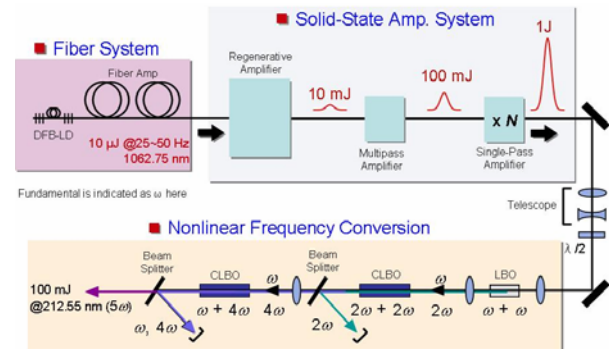 Fiber System
Solid-State Amp. System
Fiber Amp
DFB-LD
10 μJ @25~50 Hz
1062.75 nm
Regenerative
Amplifier
10 mJ
Multipass
Amplifier
100 mJ
x N
Single-Pass
Amplifier
1J
Fundamental is indicated as ω here
Telescope
λ /2
Nonlinear Frequency Conversion
Beam
Splitter
CLBO
Beam
Splitter
CLBO
LBO
100 mJ
@212.55 nm (5ω)
ω, 4ω
ω + 4ω
ω
4ω
2ω
2ω + 2ω
ω
2ω
ω + ω